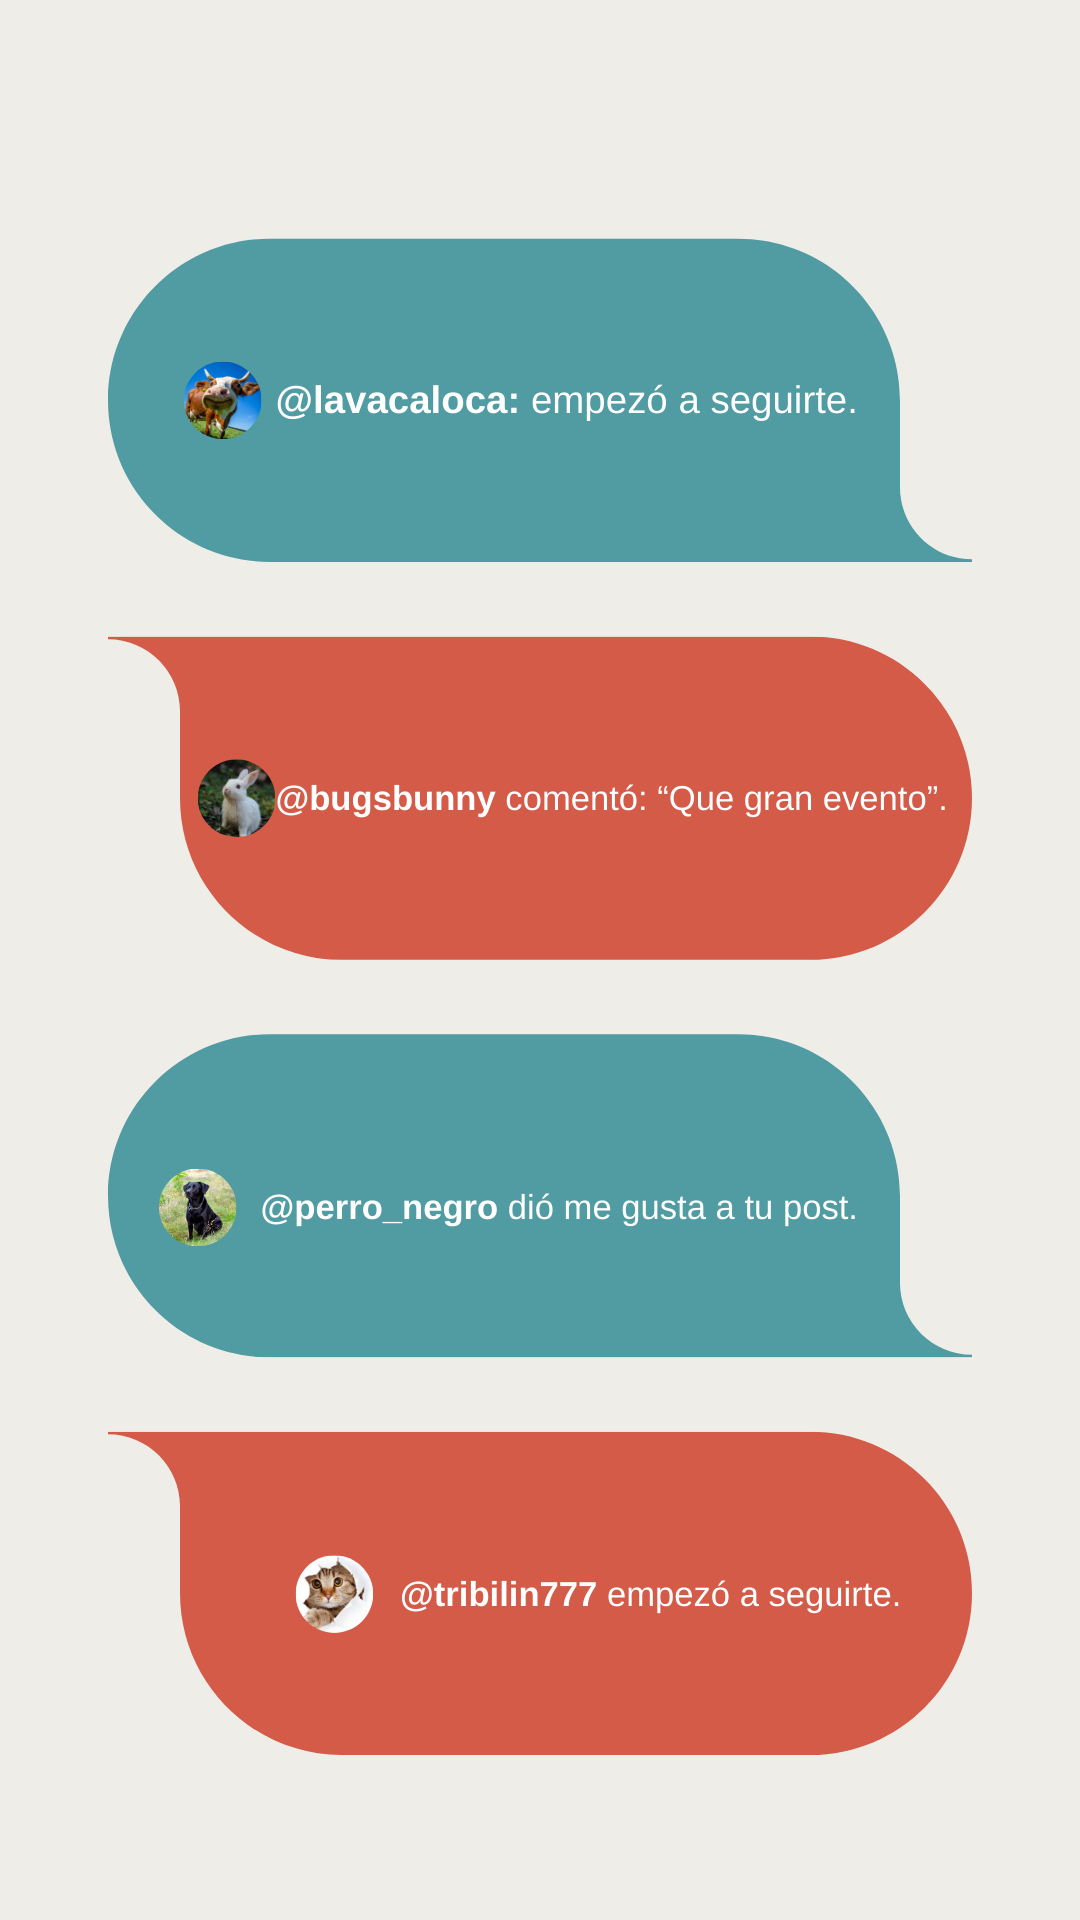 @lavacaloca: empezó a seguirte.
@bugsbunny comentó: “Que gran evento”.
@perro_negro dió me gusta a tu post.
@tribilin777 empezó a seguirte.